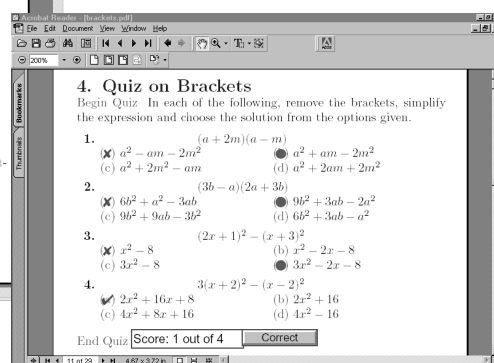 Acrobat Reader - [brackets.pdf]
File Edit Document View Window Help
200%
Bookmarks
Thumbnails
4. Quiz on Brackets
Begin Quiz In each of the following, remove the brackets, simplify
the expression and choose the solution from the options given.
1. (a + 2m)(a − m)
a² − am − 2m² a² + am − 2m²
(c) a² + 2m² − am (d) a² + 2am + 2m²
2. (3b − a)(2a + 3b)
6b² + a² − 3ab 9b² + 3ab − 2a²
(c) 9b² + 9ab − 3b² (d) 6b² + 3ab − a²
3. (2x + 1)² − (x + 3)²
x² − 8 (b) x² − 2x − 8
(c) 3x² − 8 3x² − 2x − 8
4. 3(x + 2)² − (x − 2)²
2x² + 16x + 8 (b) 2x² + 16
(c) 4x² + 8x + 16 (d) 4x² − 16
End Quiz Score: 1 out of 4 Correct
11 of 29 4.67 x 3.72 in